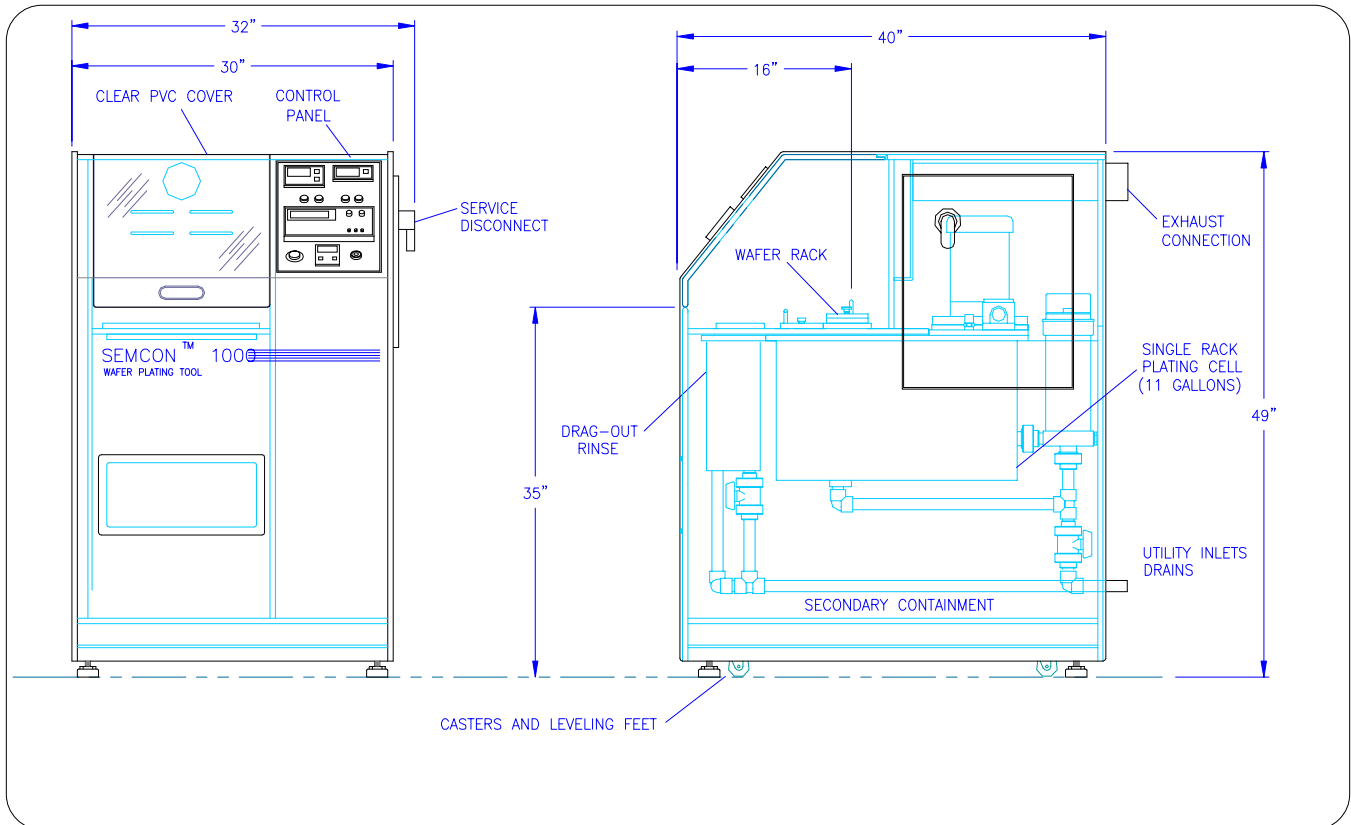 32”
30”
CLEAR PVC COVER
CONTROL
PANEL
SERVICE
DISCONNECT
SEMCON™ 1000
WAFER PLATING TOOL
40”
16”
WAFER RACK
EXHAUST
CONNECTION
SINGLE RACK
PLATING CELL
(11 GALLONS)
49”
DRAG–OUT
RINSE
35”
UTILITY INLETS
DRAINS
SECONDARY CONTAINMENT
CASTERS AND LEVELING FEET